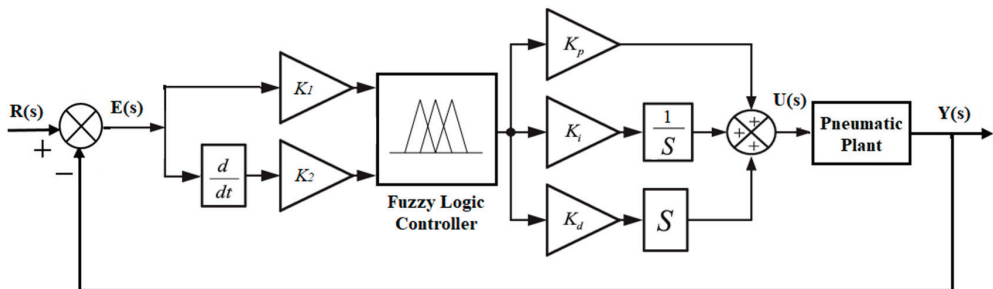 R(s)
+
−
E(s)
d
dt
K1
K2
Fuzzy Logic
Controller
Kp
Ki
Kd
1
S
S
+
+
+
+
U(s)
Pneumatic
Plant
Y(s)